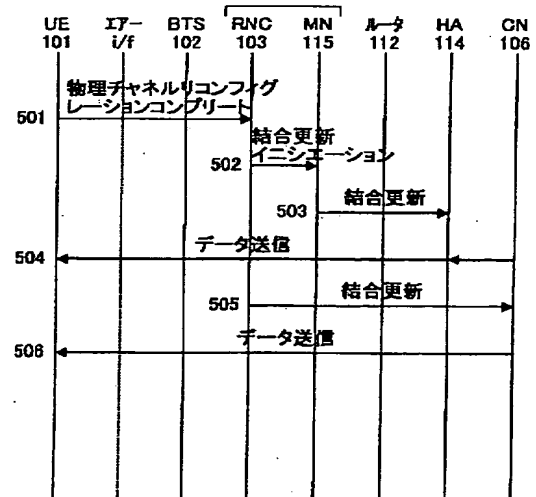 UE エアー BTS RNC MN ルータ HA CN
101 i/f 102 103 115 112 114 106
物理チャネルリコンフィグ
レーションコンプリート
501
結合更新
イニシエーション
502
結合更新
503
データ送信
504
結合更新
505
データ送信
506